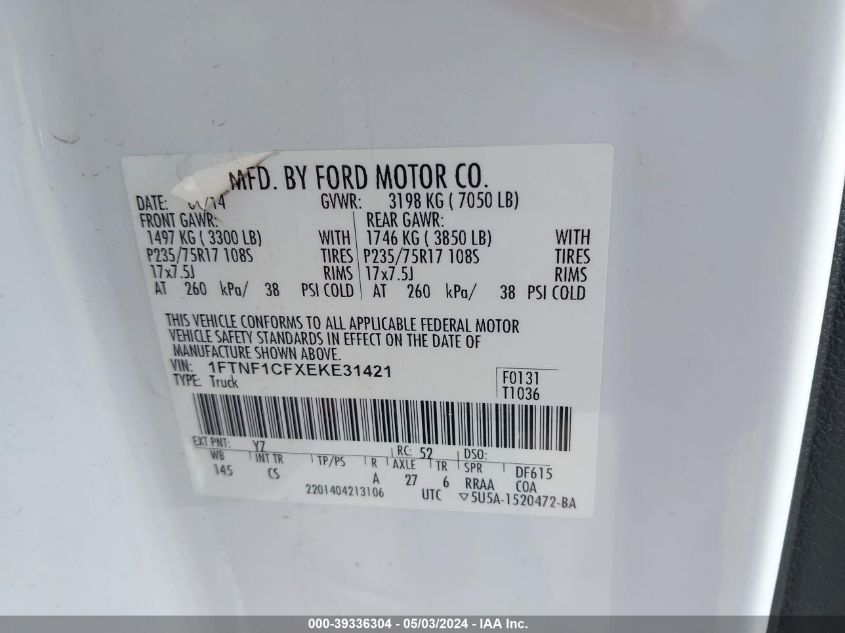 MFD. BY FORD MOTOR CO.
DATE: /14 GVWR: 3198 KG ( 7050 LB)
FRONT GAWR: REAR GAWR:
1497 KG ( 3300 LB) WITH 1746 KG ( 3850 LB) WITH
P235/75R17 108S TIRES P235/75R17 108S TIRES
17x7.5J RIMS 17x7.5J RIMS
AT 260 kPa/ 38 PSI COLD AT 260 kPa/ 38 PSI COLD
THIS VEHICLE CONFORMS TO ALL APPLICABLE FEDERAL MOTOR
VEHICLE SAFETY STANDARDS IN EFFECT ON THE DATE OF
MANUFACTURE SHOWN ABOVE.
VIN: 1FTNF1CFXEKE31421 F0131
TYPE: Truck T1036
EXT PNT: YZ RC: 52 DSO:
WB INT TR TP/PS R AXLE TR SPR DF615
145 CS A 27 6 RRAA COA
2201404213106 UTC ▽5U5A-1520472-BA
000-39336304 / 05/03/2024 - IAA Inc.